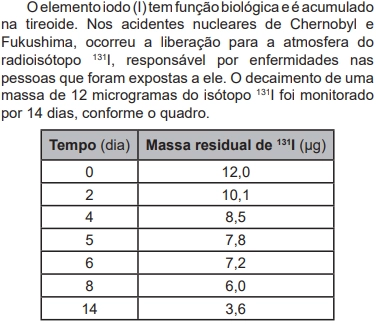 O elemento iodo (I) tem função biológica e é acumulado
na tireoide. Nos acidentes nucleares de Chernobyl e
Fukushima, ocorreu a liberação para a atmosfera do
radioisótopo ¹³¹I, responsável por enfermidades nas
pessoas que foram expostas a ele. O decaimento de uma
massa de 12 microgramas do isótopo ¹³¹I foi monitorado
por 14 dias, conforme o quadro.
Tempo (dia) Massa residual de ¹³¹I (μg)
0 12,0
2 10,1
4 8,5
5 7,8
6 7,2
8 6,0
14 3,6